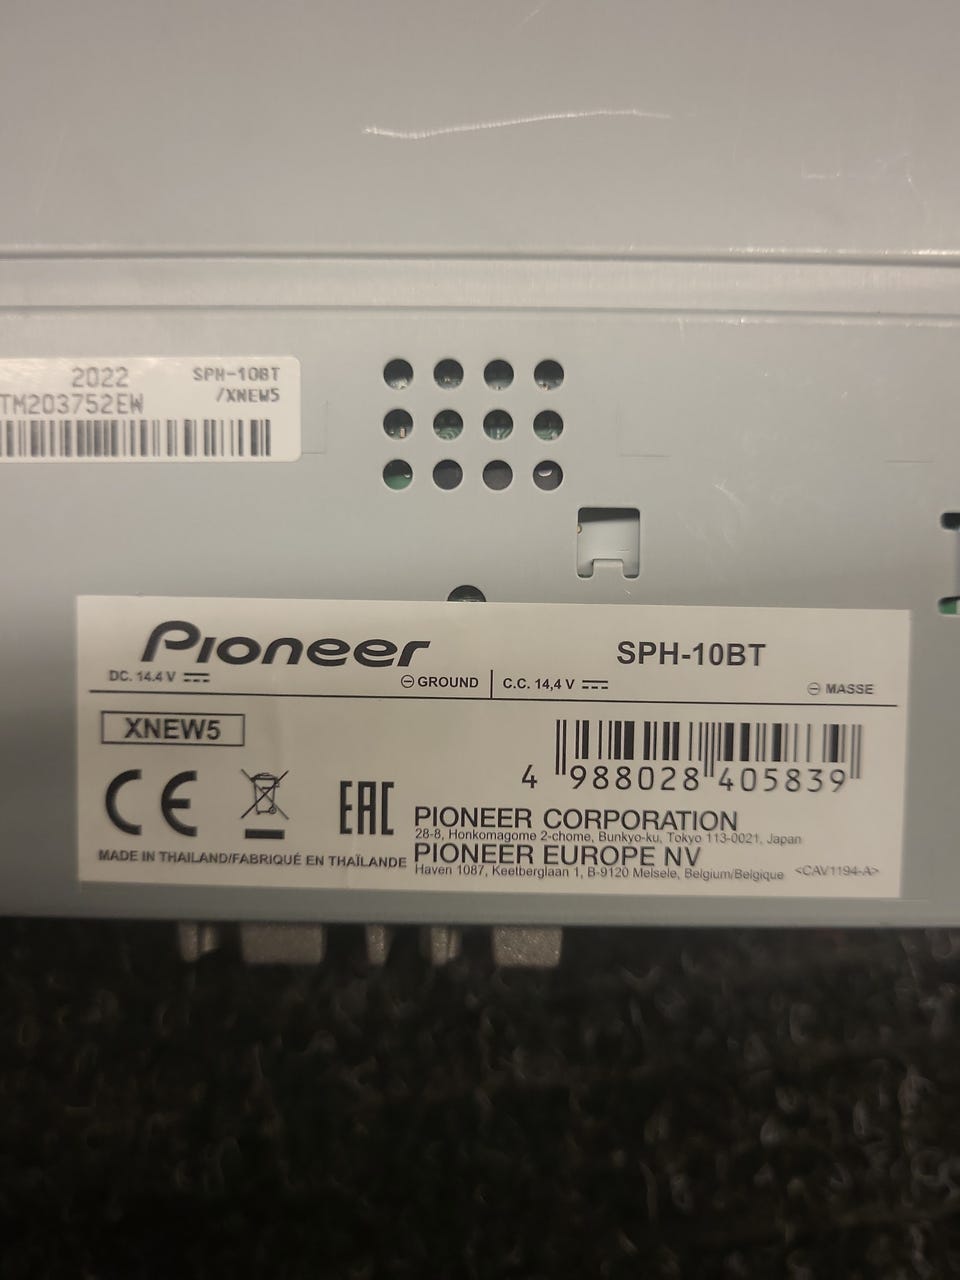 2022 SPH-10BT
TM203752EW /XNEW5
Pioneer SPH-10BT
DC. 14.4 V ⎓ ⊖ GROUND C.C. 14,4 V ⎓ ⊖ MASSE
XNEW5
4 988028 405839
CE EAC
PIONEER CORPORATION
28-8, Honkomagome 2-chome, Bunkyo-ku, Tokyo 113-0021, Japan
MADE IN THAILAND/FABRIQUÉ EN THAÏLANDE PIONEER EUROPE NV
Haven 1087, Keetberglaan 1, B-9120 Melsele, Belgium/Belgique <CAV1194-A>